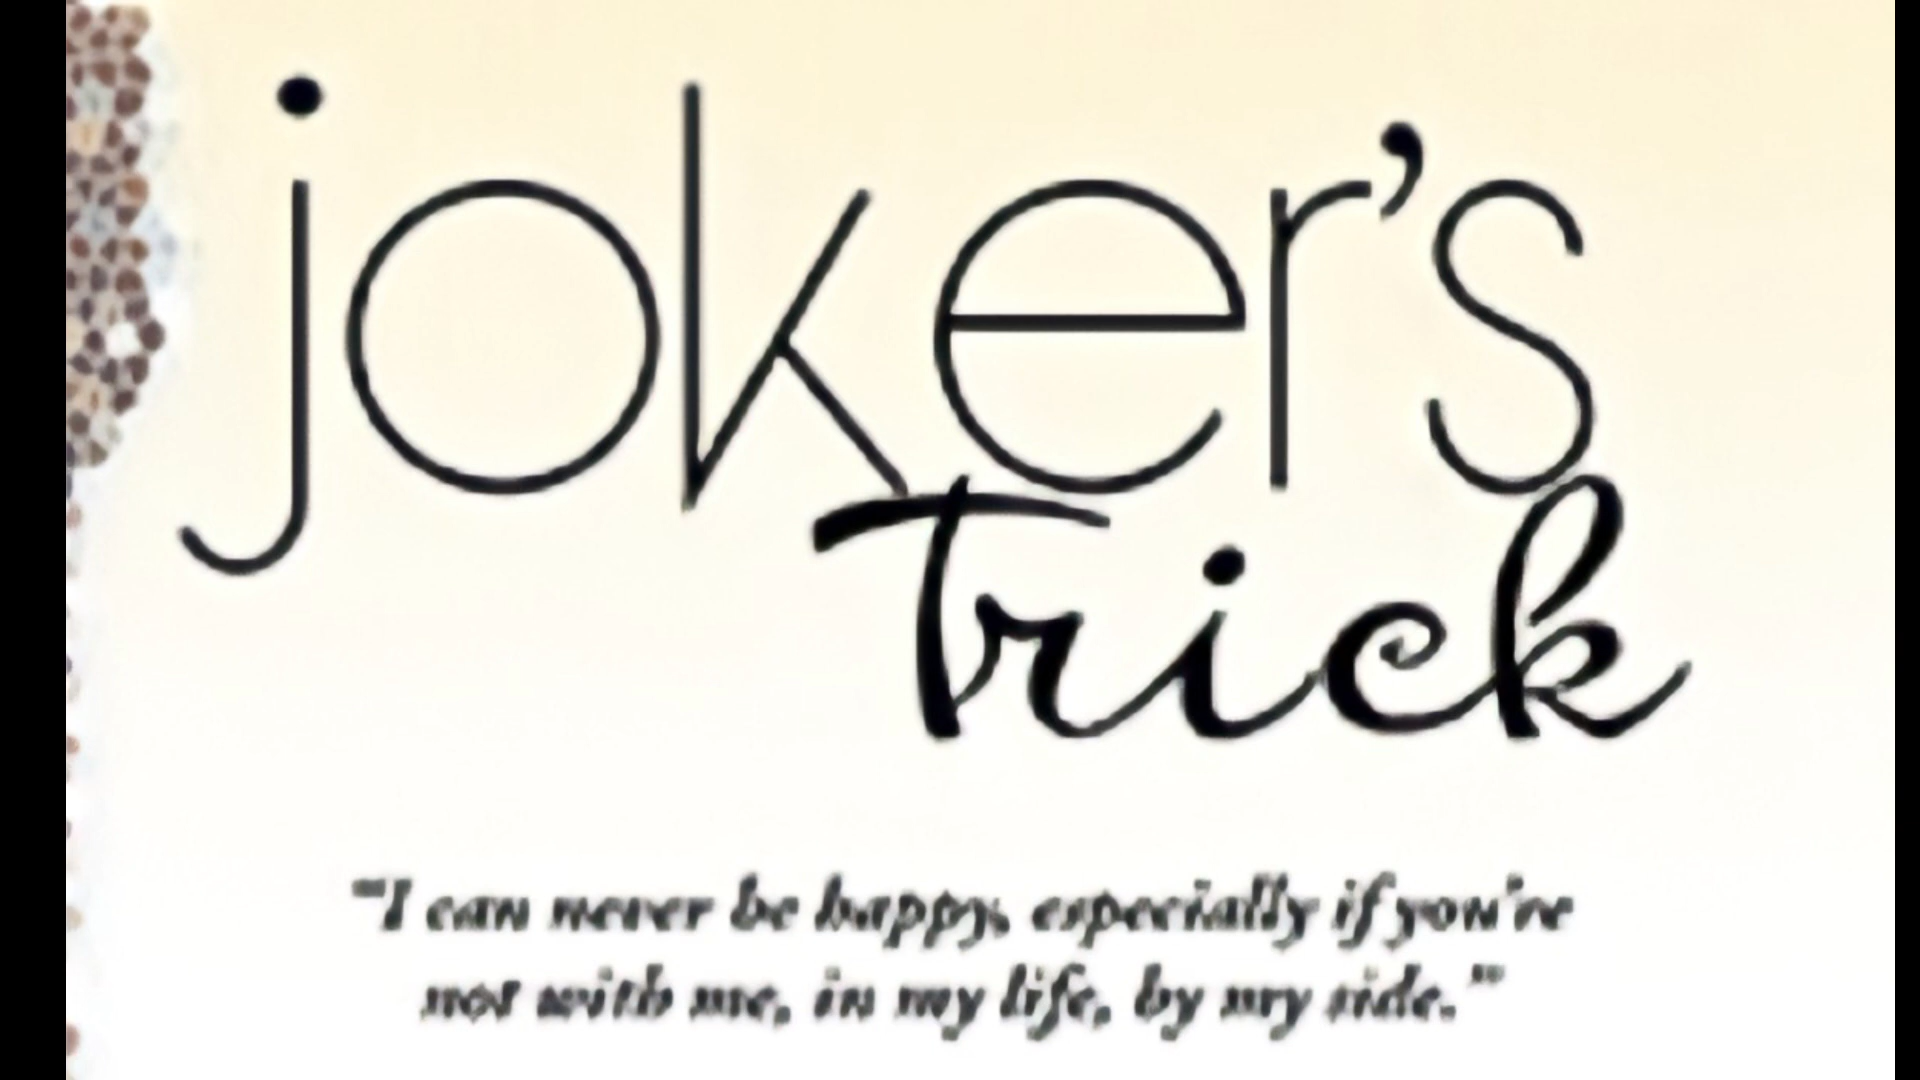 joker's
Trick
"I can never be happy, especially if you're
not with me, in my life, by my side."